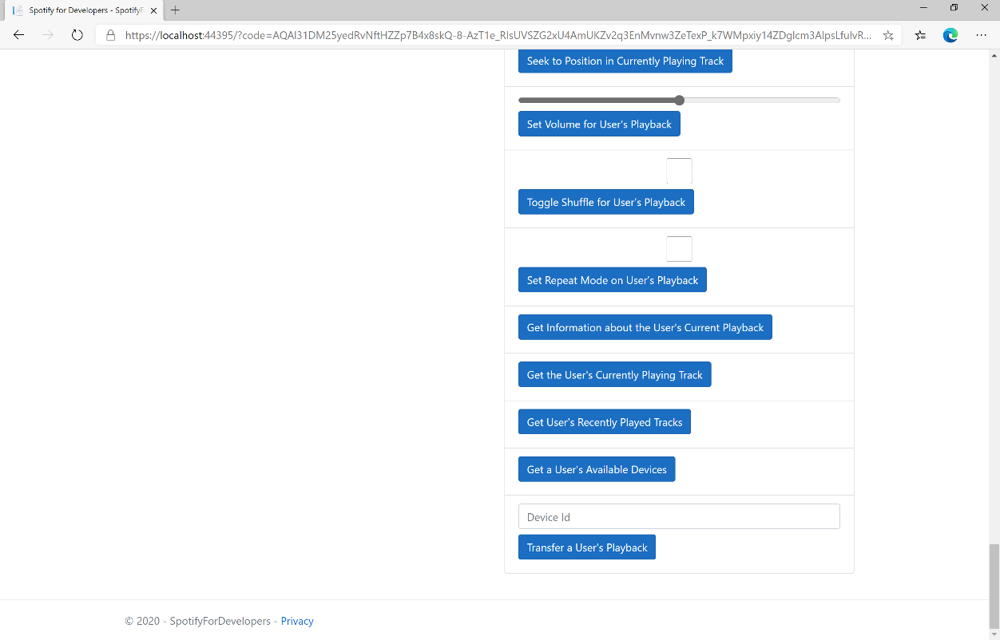 Spotify for Developers - SpotifyF
https://localhost:44395/?code=
Seek to Position in Currently Playing Track
Set Volume for User's Playback
Toggle Shuffle for User's Playback
Set Repeat Mode on User's Playback
Get Information about the User's Current Playback
Get the User's Currently Playing Track
Get User's Recently Played Tracks
Get a User's Available Devices
Device Id
Transfer a User's Playback
© 2020 - SpotifyForDevelopers - Privacy